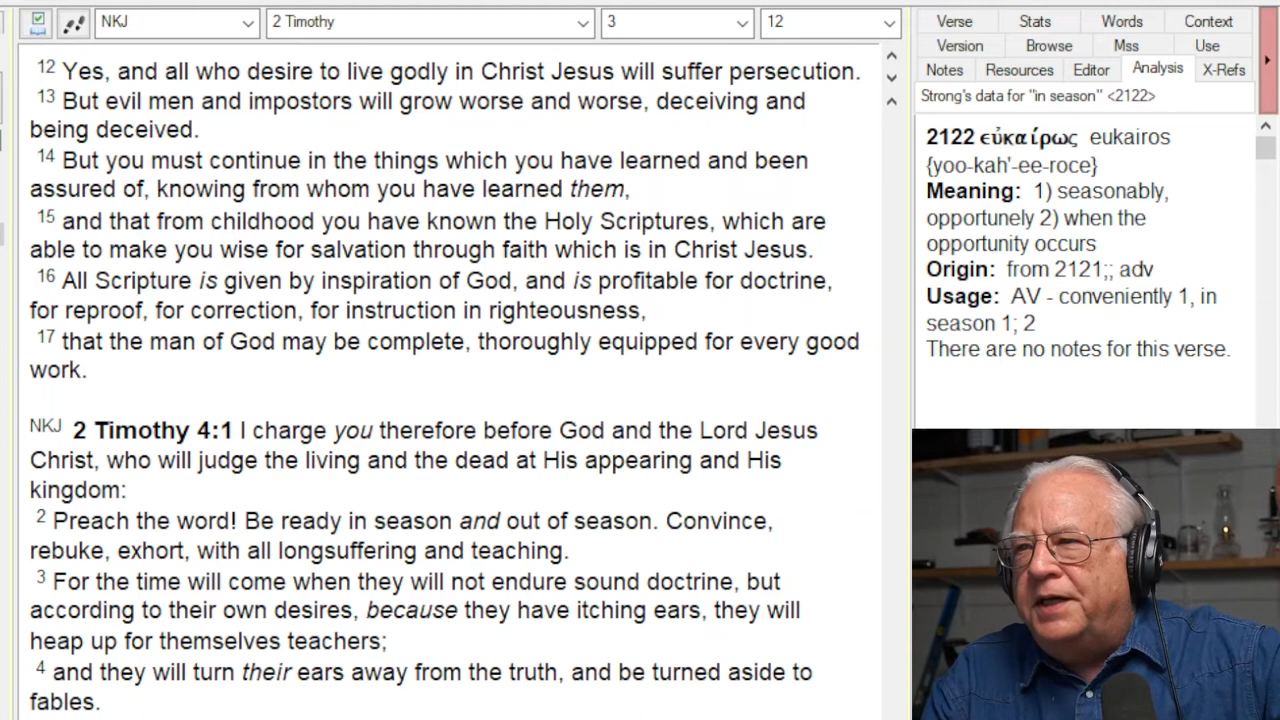 NKJ 2 Timothy 3 12
12 Yes, and all who desire to live godly in Christ Jesus will suffer persecution.
13 But evil men and impostors will grow worse and worse, deceiving and
being deceived.
14 But you must continue in the things which you have learned and been
assured of, knowing from whom you have learned them,
15 and that from childhood you have known the Holy Scriptures, which are
able to make you wise for salvation through faith which is in Christ Jesus.
16 All Scripture is given by inspiration of God, and is profitable for doctrine,
for reproof, for correction, for instruction in righteousness,
17 that the man of God may be complete, thoroughly equipped for every good
work.
NKJ 2 Timothy 4:1 I charge you therefore before God and the Lord Jesus
Christ, who will judge the living and the dead at His appearing and His
kingdom:
2 Preach the word! Be ready in season and out of season. Convince,
rebuke, exhort, with all longsuffering and teaching.
3 For the time will come when they will not endure sound doctrine, but
according to their own desires, because they have itching ears, they will
heap up for themselves teachers;
4 and they will turn their ears away from the truth, and be turned aside to
fables.
Verse Stats Words Context
Version Browse Mss Use
Notes Resources Editor Analysis X-Refs
Strong's data for "in season" <2122>
2122 εὐκαίρως eukairos
{yoo-kah'-ee-roce}
Meaning: 1) seasonably,
opportunely 2) when the
opportunity occurs
Origin: from 2121;; adv
Usage: AV - conveniently 1, in
season 1; 2
There are no notes for this verse.